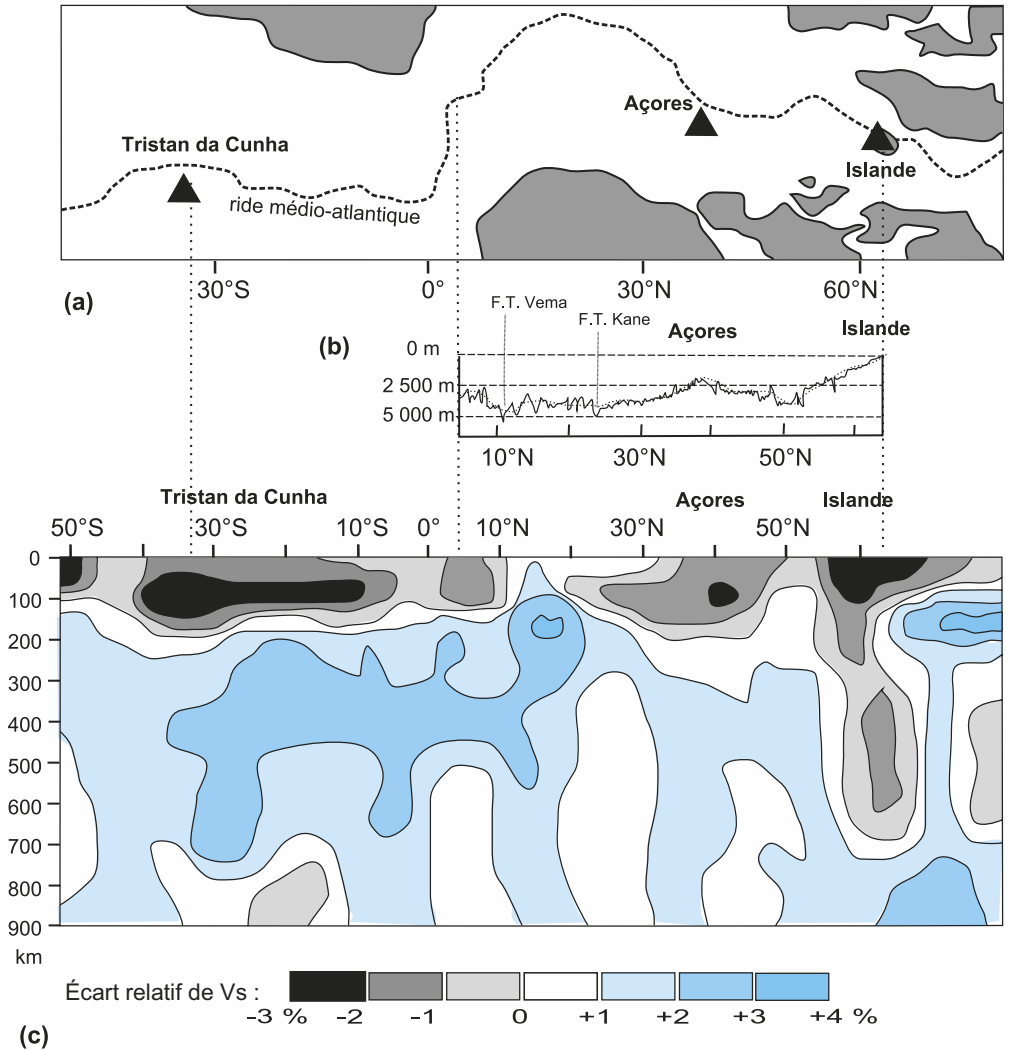 Açores
Tristan da Cunha
Islande
ride médio-atlantique
(a)
30°S 0° 30°N 60°N
F.T. Vema
F.T. Kane
(b) Açores Islande
0 m
2 500 m
5 000 m
10°N 30°N 50°N
Tristan da Cunha Açores Islande
50°S 30°S 10°S 0° 10°N 30°N 50°N
0
100
200
300
400
500
600
700
800
900
km
Écart relatif de Vs :
-3 % -2 -1 0 +1 +2 +3 +4 %
(c)